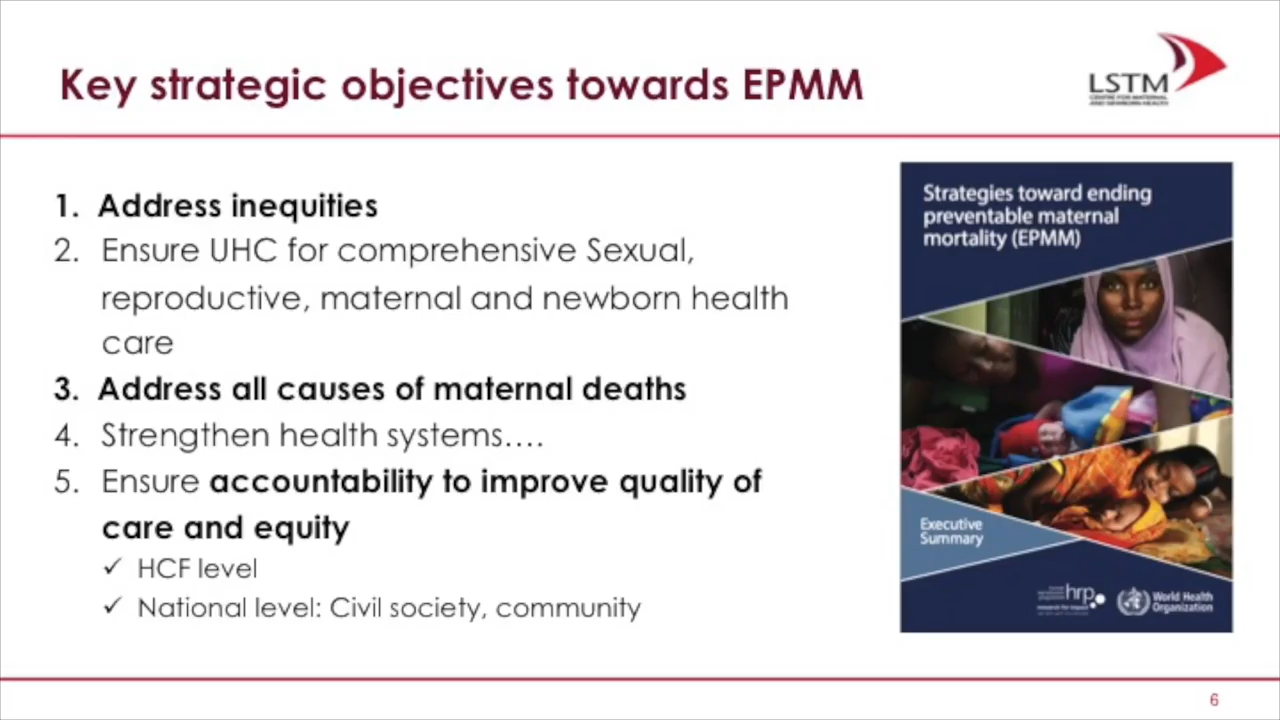 Key strategic objectives towards EPMM
LSTM
CENTRE FOR MATERNAL
AND NEWBORN HEALTH
1. Address inequities
2. Ensure UHC for comprehensive Sexual,
reproductive, maternal and newborn health
care
3. Address all causes of maternal deaths
4. Strengthen health systems….
5. Ensure accountability to improve quality of
care and equity
✓ HCF level
✓ National level: Civil society, community
Strategies toward ending
preventable maternal
mortality (EPMM)
Executive
Summary
hrp
research for impact
World Health
Organization
6